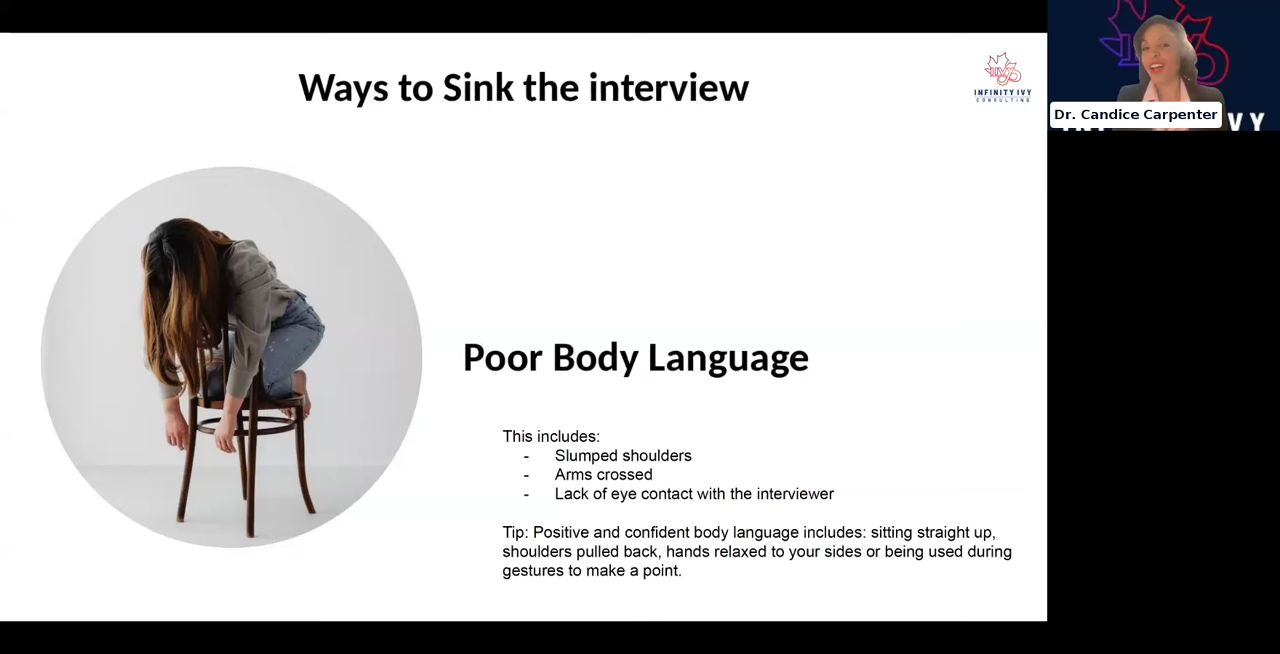 Ways to Sink the interview
INFINITY IVY
CONSULTING
Dr. Candice Carpenter
V Y
Poor Body Language
This includes:
- Slumped shoulders
- Arms crossed
- Lack of eye contact with the interviewer
Tip: Positive and confident body language includes: sitting straight up,
shoulders pulled back, hands relaxed to your sides or being used during
gestures to make a point.